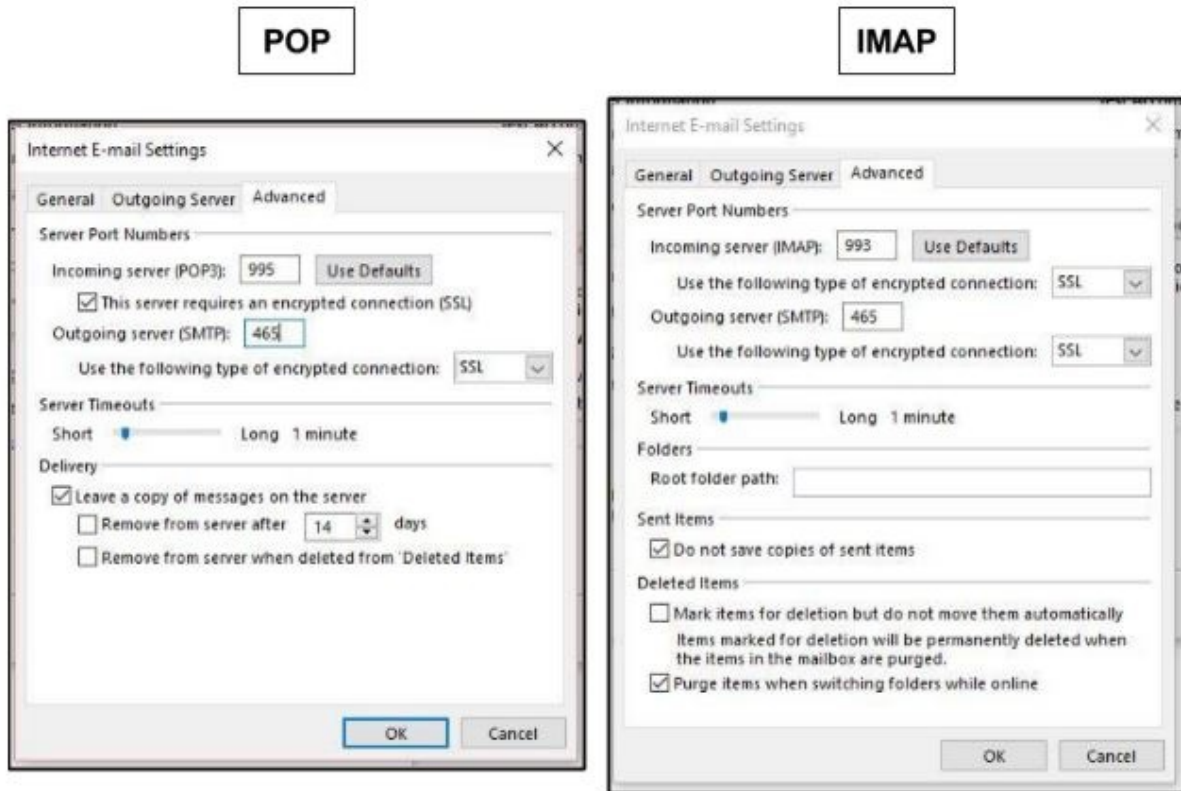 POP
Internet E-mail Settings
General Outgoing Server Advanced
Server Port Numbers
Incoming server (POP3): 995 Use Defaults
This server requires an encrypted connection (SSL)
Outgoing server (SMTP): 465
Use the following type of encrypted connection: SSL
Server Timeouts
Short Long 1 minute
Delivery
Leave a copy of messages on the server
Remove from server after 14 days
Remove from server when deleted from 'Deleted Items'
OK Cancel
IMAP
Internet E-mail Settings
General Outgoing Server Advanced
Server Port Numbers
Incoming server (IMAP): 993 Use Defaults
Use the following type of encrypted connection: SSL
Outgoing server (SMTP): 465
Use the following type of encrypted connection: SSL
Server Timeouts
Short Long 1 minute
Folders
Root folder path:
Sent Items
Do not save copies of sent items
Deleted Items
Mark items for deletion but do not move them automatically
Items marked for deletion will be permanently deleted when
the items in the mailbox are purged.
Purge items when switching folders while online
OK Cancel